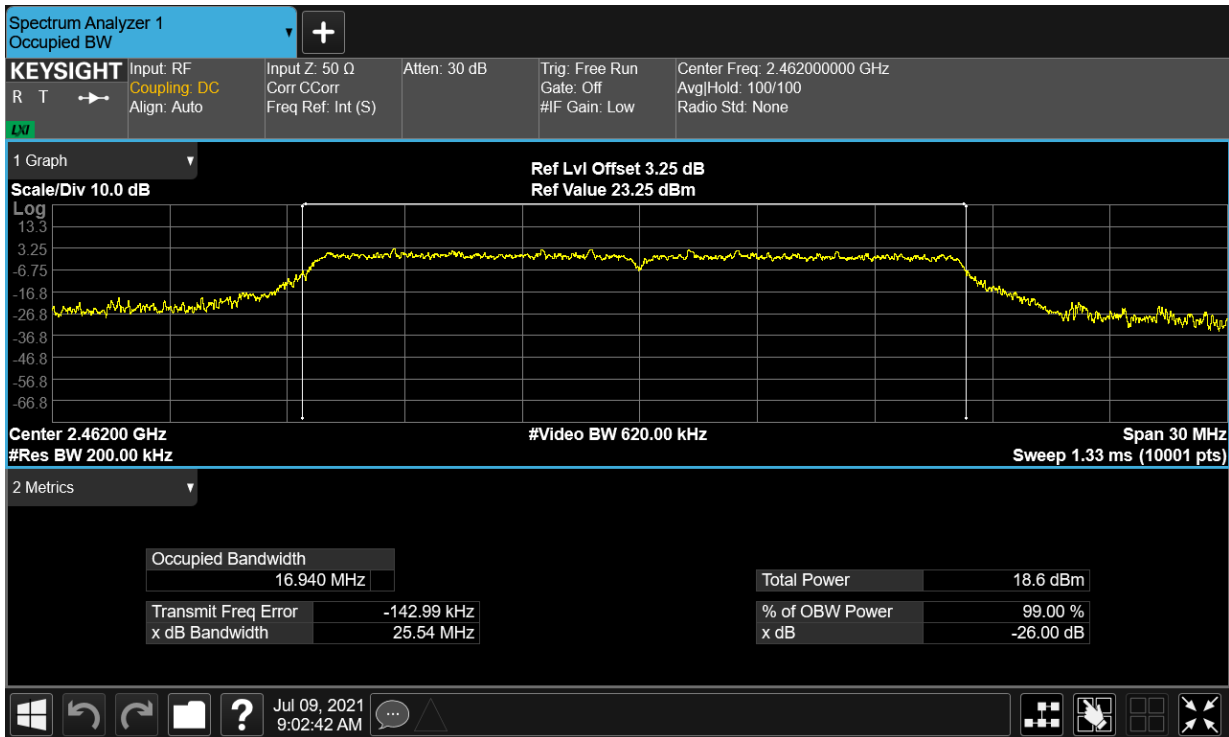 Spectrum Analyzer 1
Occupied BW
▼
+
KEYSIGHT
R T
LXI
Input: RF
Coupling: DC
Align: Auto
Input Z: 50 Ω
Corr CCorr
Freq Ref: Int (S)
Atten: 30 dB
Trig: Free Run
Gate: Off
#IF Gain: Low
Center Freq: 2.462000000 GHz
Avg|Hold: 100/100
Radio Std: None
1 Graph ▼
Scale/Div 10.0 dB
Ref Lvl Offset 3.25 dB
Ref Value 23.25 dBm
Log
13.3
3.25
-6.75
-16.8
-26.8
-36.8
-46.8
-56.8
-66.8
Center 2.46200 GHz
#Res BW 200.00 kHz
#Video BW 620.00 kHz
Span 30 MHz
Sweep 1.33 ms (10001 pts)
2 Metrics ▼
Occupied Bandwidth
16.940 MHz
Transmit Freq Error -142.99 kHz
x dB Bandwidth 25.54 MHz
Total Power 18.6 dBm
% of OBW Power 99.00 %
x dB -26.00 dB
?
Jul 09, 2021
9:02:42 AM